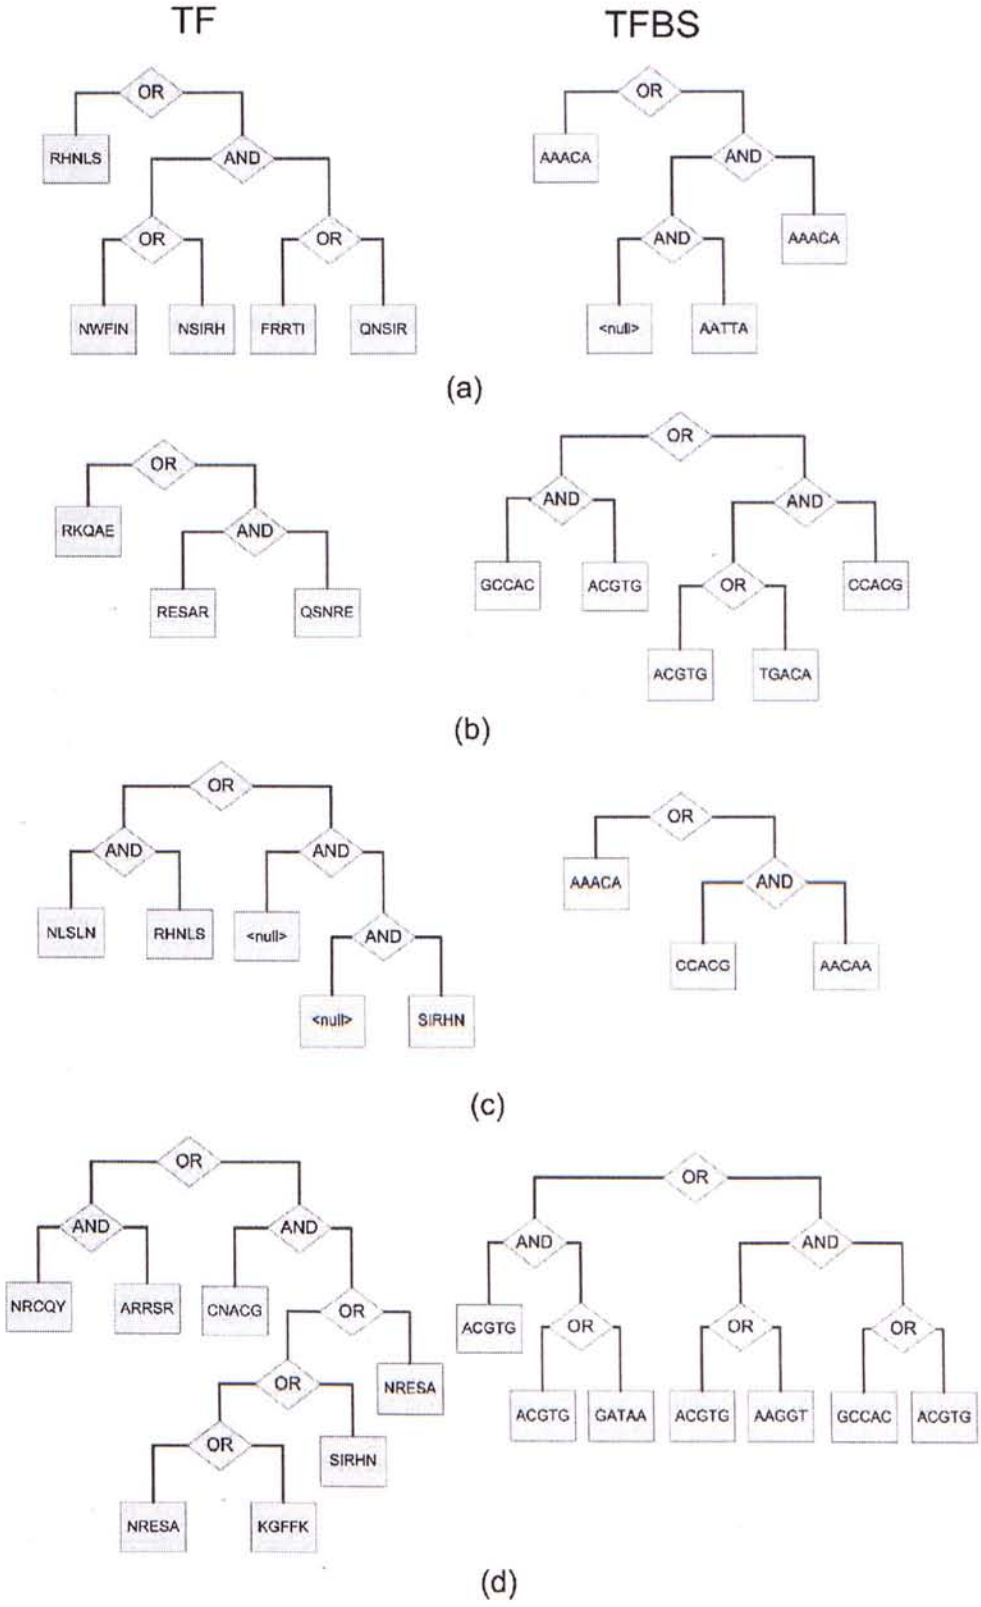 TF TFBS
OR OR
RHNLS AND AAACA AND
OR OR AND AAACA
NWFIN NSIRH FRRTI QNSIR <null> AATTA
(a)
OR OR
RKQAE AND AND AND
RESAR QSNRE GCCAC ACGTG OR CCACG
ACGTG TGACA
(b)
OR OR
AND AND AAACA AND
NLSLN RHNLS <null> AND CCACG AACAA
<null> SIRHN
(c)
OR OR
AND AND AND AND
NRCQY ARRSR CNACG OR ACGTG OR OR OR
OR NRESA ACGTG GATAA ACGTG AAGGT GCCAC ACGTG
OR SIRHN
NRESA KGFFK
(d)